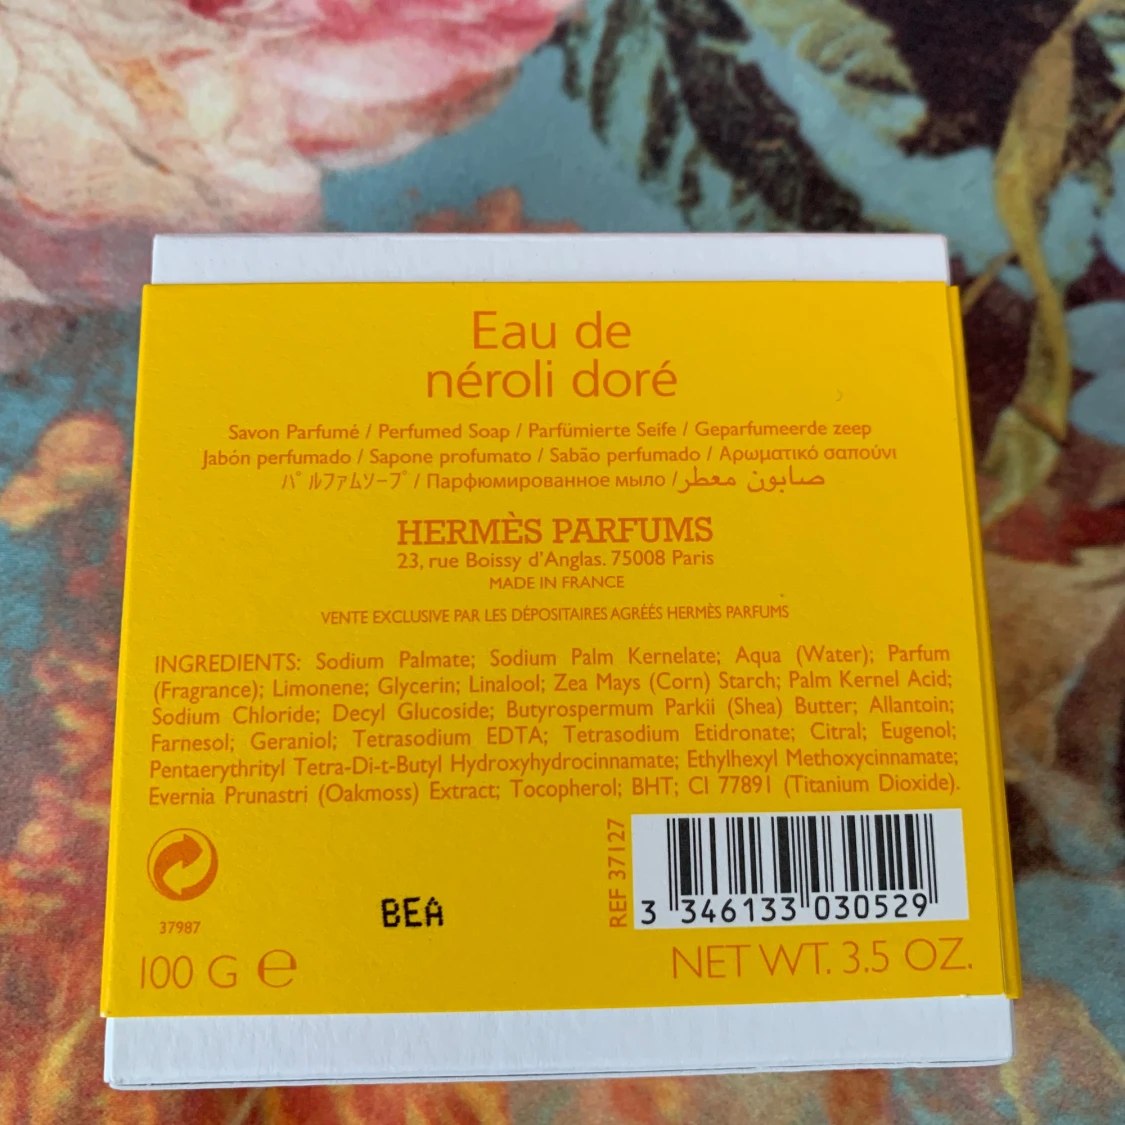 Eau de
néroli doré
Savon Parfumé / Perfumed Soap / Parfümierte Seife / Geparfumeerde zeep
Jabón perfumado / Sapone profumato / Sabão perfumado / Αρωματικό σαπούνι
パルファムソープ / Парфюмированное мыло / صابون معطر
HERMÈS PARFUMS
23, rue Boissy d'Anglas. 75008 Paris
MADE IN FRANCE
VENTE EXCLUSIVE PAR LES DÉPOSITAIRES AGRÉÉS HERMÈS PARFUMS
INGREDIENTS: Sodium Palmate; Sodium Palm Kernelate; Aqua (Water); Parfum
(Fragrance); Limonene; Glycerin; Linalool; Zea Mays (Corn) Starch; Palm Kernel Acid;
Sodium Chloride; Decyl Glucoside; Butyrospermum Parkii (Shea) Butter; Allantoin;
Farnesol; Geraniol; Tetrasodium EDTA; Tetrasodium Etidronate; Citral; Eugenol;
Pentaerythrityl Tetra-Di-t-Butyl Hydroxyhydrocinnamate; Ethylhexyl Methoxycinnamate;
Evernia Prunastri (Oakmoss) Extract; Tocopherol; BHT; CI 77891 (Titanium Dioxide).
REF 37127
3 346133 030529
37987
BEA
100 G e
NET WT. 3.5 OZ.